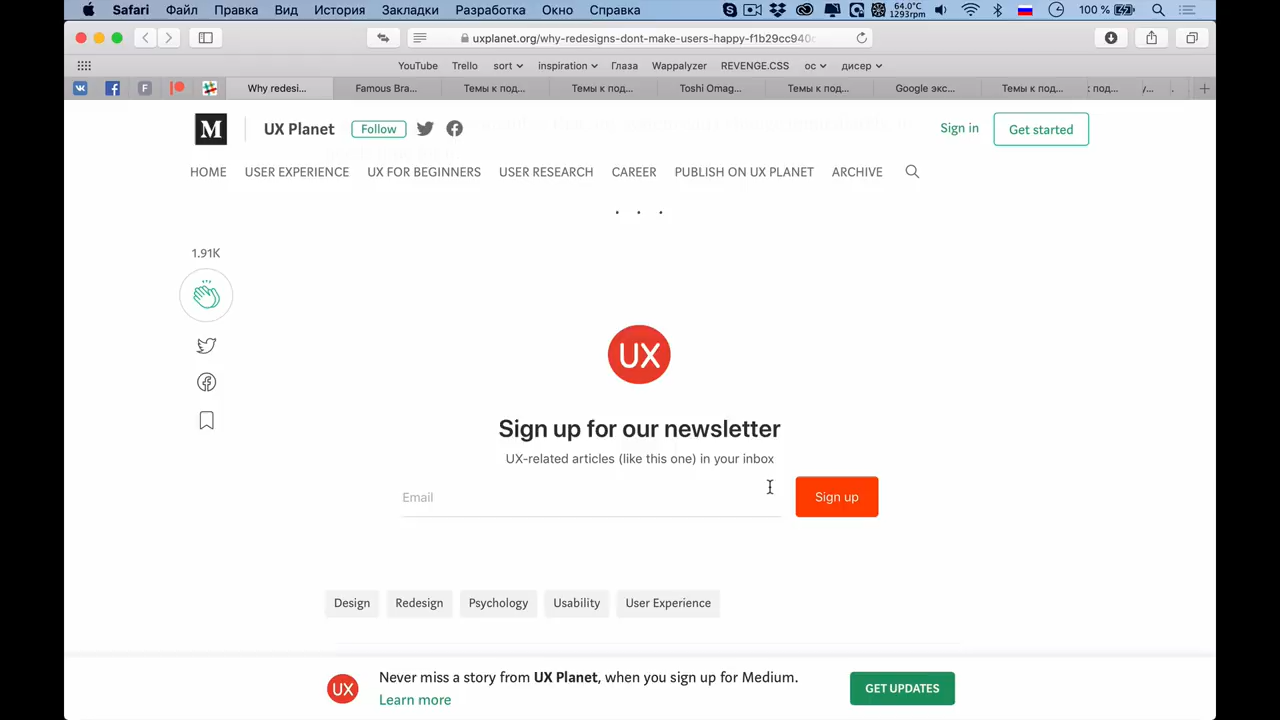 Safari Файл Правка Вид История Закладки Разработка Окно Справка 64.0°C 1293rpm 100 %
uxplanet.org/why-redesigns-dont-make-users-happy-f1b29cc940c
YouTube Trello sort inspiration Глаза Wappalyzer REVENGE.CSS ос дисер
F Why redesi... Famous Bra... Темы к под... Темы к под... Toshi Omag... Темы к под... Google экс... Темы к под... к под...
M UX Planet Follow Sign in Get started
HOME USER EXPERIENCE UX FOR BEGINNERS USER RESEARCH CAREER PUBLISH ON UX PLANET ARCHIVE
. . .
1.91K
UX
Sign up for our newsletter
UX-related articles (like this one) in your inbox
Email Sign up
Design Redesign Psychology Usability User Experience
UX Never miss a story from UX Planet, when you sign up for Medium. GET UPDATES
Learn more